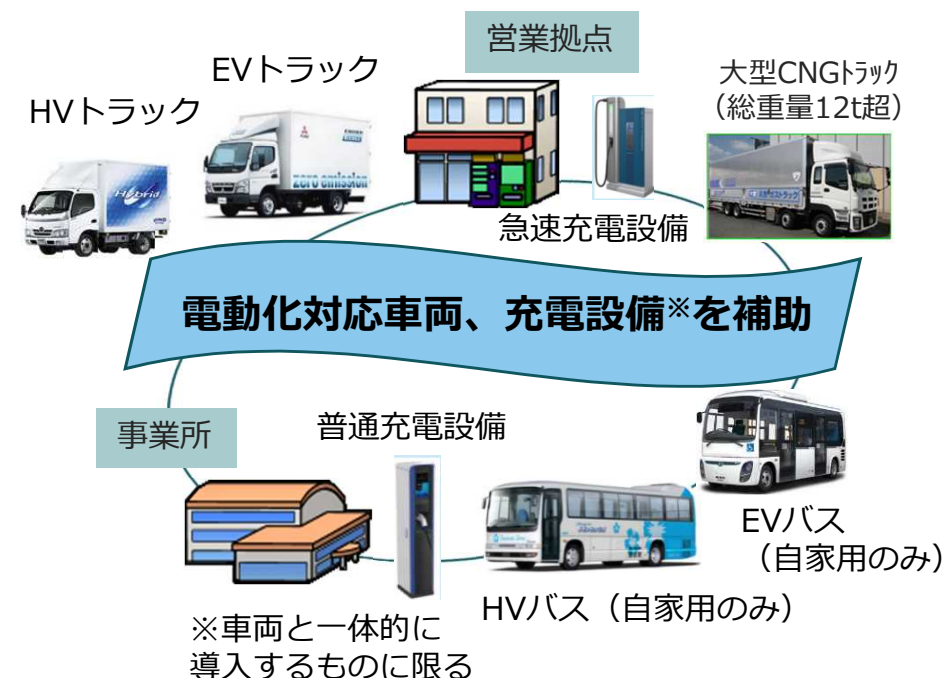 営業拠点
EVトラック
HVトラック
大型CNGﾄﾗｯｸ
（総重量12t超）
Hybrid
zero emission
急速充電設備
電動化対応車両、充電設備※を補助
事業所
普通充電設備
EVバス
（自家用のみ）
HVバス（自家用のみ）
※車両と一体的に
導入するものに限る